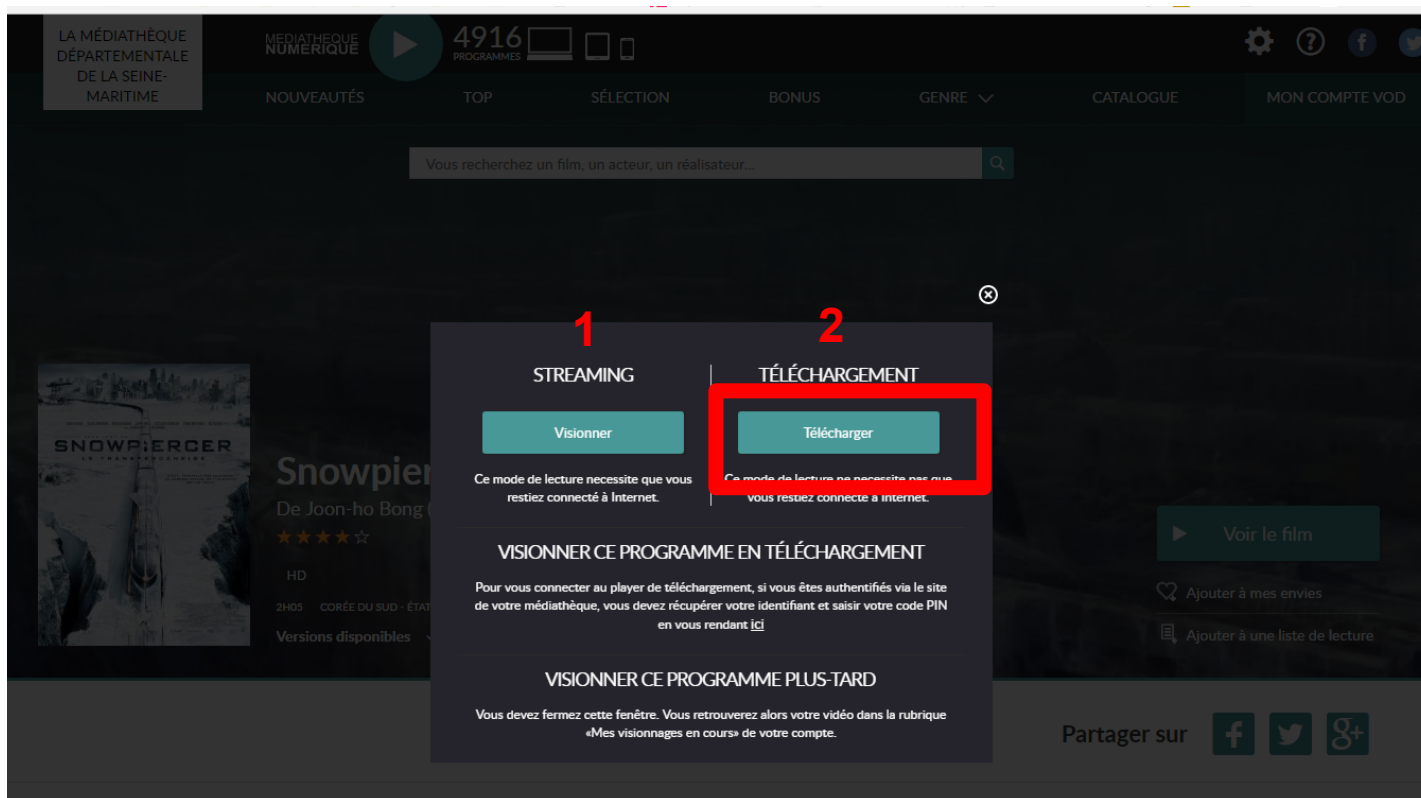 LA MÉDIATHÈQUE
DÉPARTEMENTALE
DE LA SEINE-
MARITIME
MEDIATHEQUE
NUMERIQUE
4916
PROGRAMMES
NOUVEAUTÉS
TOP
SÉLECTION
BONUS
GENRE
CATALOGUE
MON COMPTE VOD
Vous recherchez un film, un acteur, un réalisateur...
1
2
STREAMING
TÉLÉCHARGEMENT
Visionner
Télécharger
Ce mode de lecture necessite que vous
restiez connecté à Internet.
Ce mode de lecture ne necessite pas que
vous restiez connecté à Internet.
VISIONNER CE PROGRAMME EN TÉLÉCHARGEMENT
Pour vous connecter au player de téléchargement, si vous êtes authentifiés via le site
de votre médiathèque, vous devez récupérer votre identifiant et saisir votre code PIN
en vous rendant ici
VISIONNER CE PROGRAMME PLUS-TARD
Vous devez fermez cette fenêtre. Vous retrouverez alors votre vidéo dans la rubrique
«Mes visionnages en cours» de votre compte.
SNOWPIERCER
LE TRANSPERCENEIGE
Snowpier
De Joon-ho Bong (
HD
2H05 CORÉE DU SUD - ÉTAT
Versions disponibles
Voir le film
Ajouter à mes envies
Ajouter à une liste de lecture
Partager sur